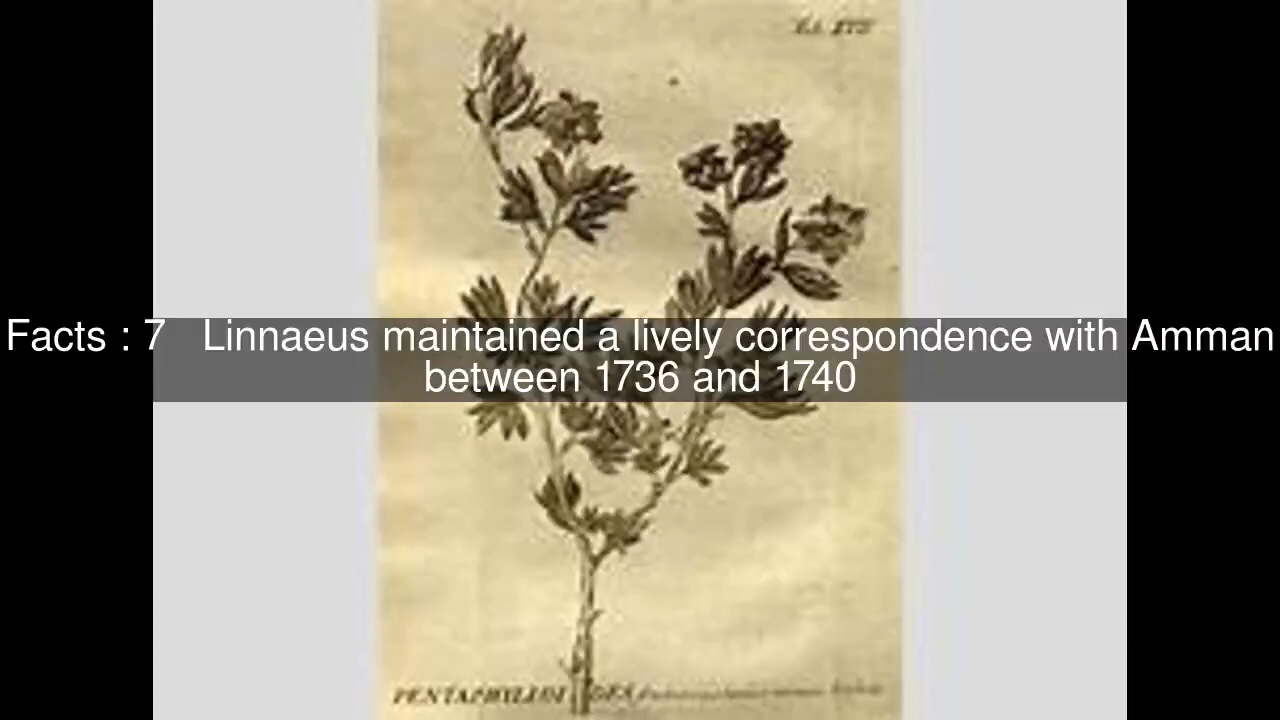 Facts : 7 Linnaeus maintained a lively correspondence with Amman
between 1736 and 1740